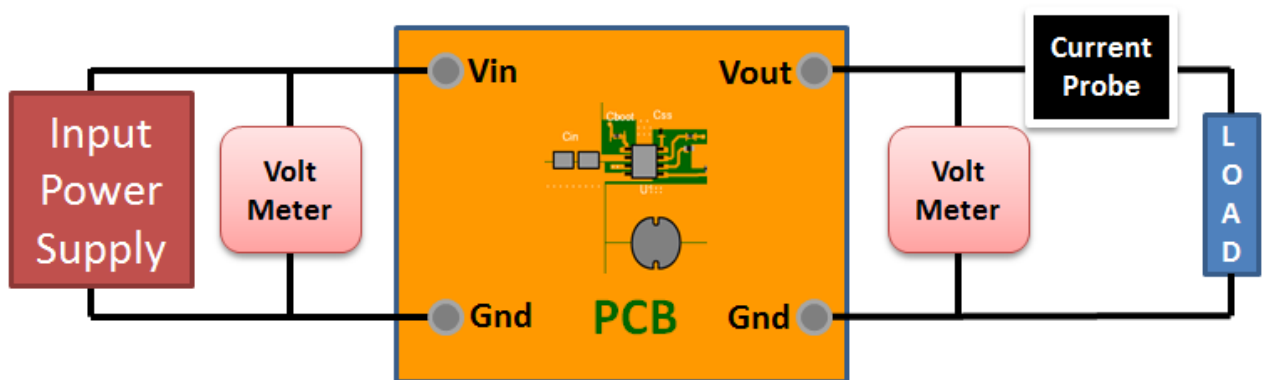 Input
Power
Supply
Volt
Meter
Vin
Gnd
Cin
Cboot
Css
U1::
PCB
Vout
Gnd
Volt
Meter
Current
Probe
L
O
A
D